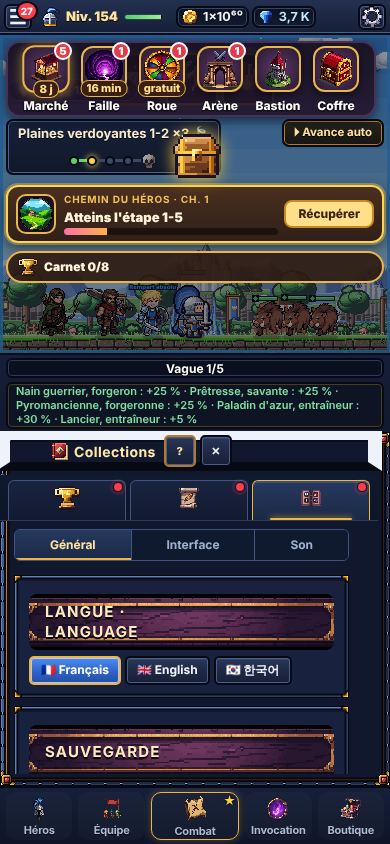 27
Niv. 154
1×10⁶⁰
3,7 K
5
1
1
1
8 j
16 min
gratuit
Marché
Faille
Roue
Arène
Bastion
Coffre
Plaines verdoyantes 1-2 ×3
Avance auto
CHEMIN DU HÉROS · CH. 1
Atteins l'étape 1-5
Récupérer
Carnet 0/8
Rempart absolu
Vague 1/5
Nain guerrier, forgeron : +25 % · Prêtresse, savante : +25 % ·
Pyromancienne, forgeronne : +25 % · Paladin d'azur, entraîneur :
+30 % · Lancier, entraîneur : +5 %
Collections
?
×
Général
Interface
Son
LANGUE ·
LANGUAGE
🇫🇷 Français
🇬🇧 English
🇰🇷 한국어
SAUVEGARDE
Héros
Équipe
Combat
Invocation
Boutique